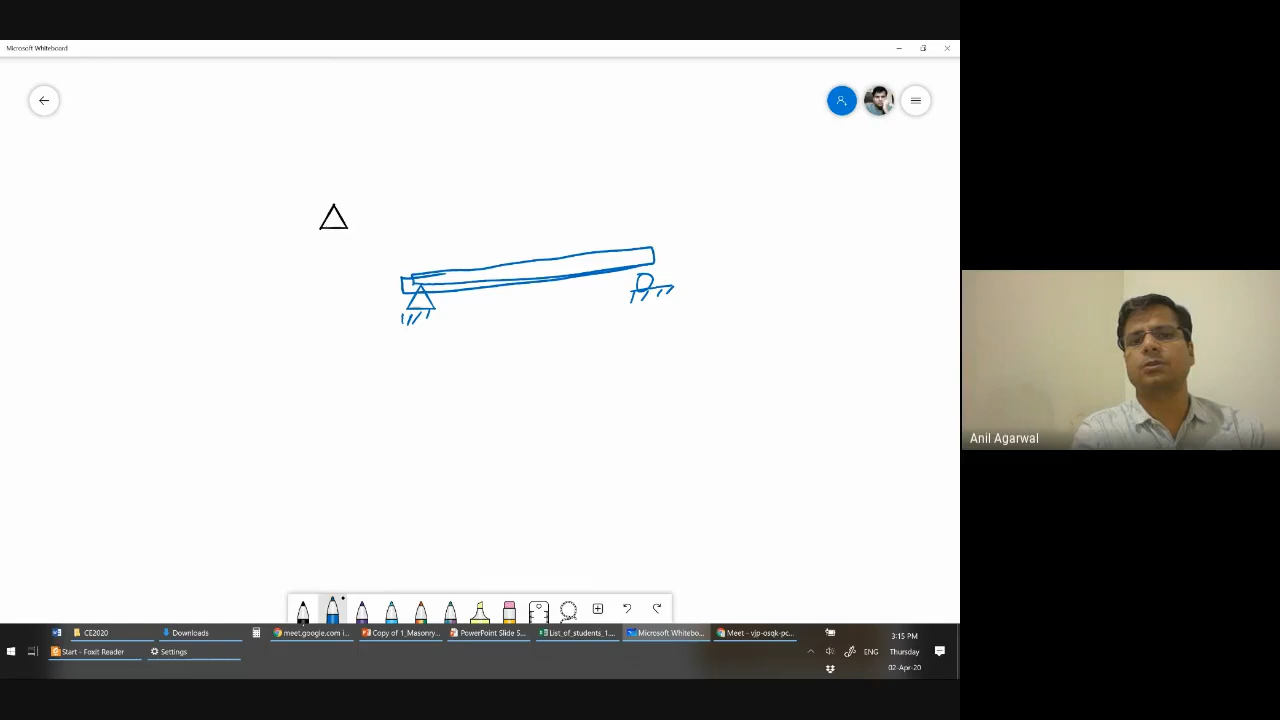 Microsoft Whiteboard
Anil Agarwal
CE2020
Downloads
meet.google.com i...
Copy of 1_Masonry...
PowerPoint Slide S...
List_of_students_1...
Microsoft Whitebo...
Meet - vjp-osqk-pc...
3:15 PM
Start - Foxit Reader
Settings
ENG
Thursday
02-Apr-20